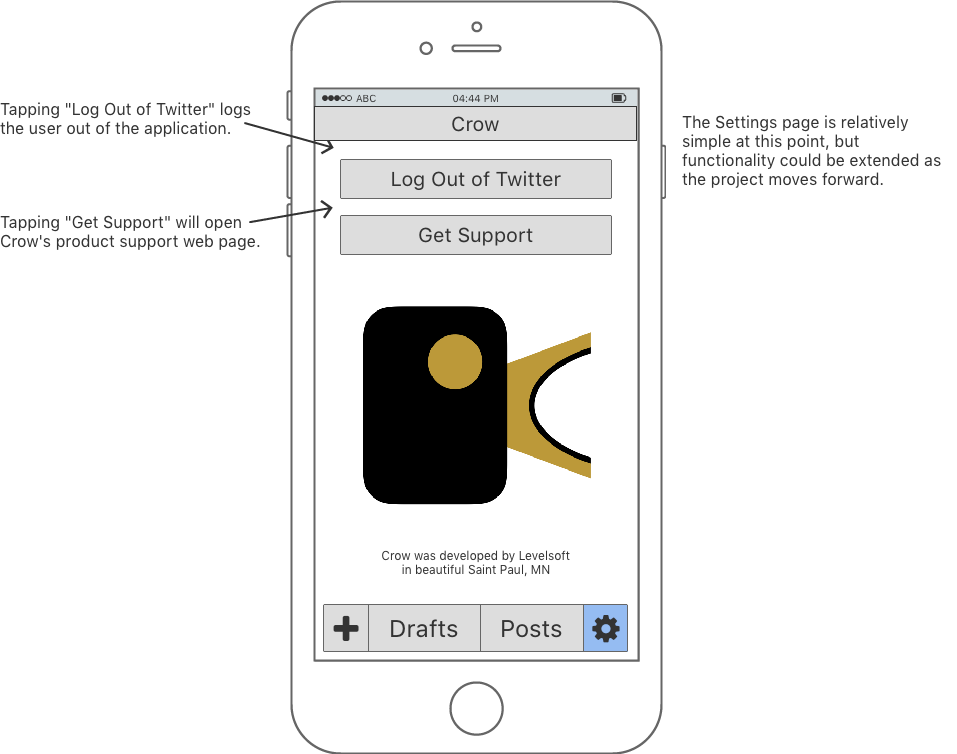 Tapping "Log Out of Twitter" logs
the user out of the application.
Tapping "Get Support" will open
Crow's product support web page.
ABC 04:44 PM
Crow
Log Out of Twitter
Get Support
Crow was developed by Levelsoft
in beautiful Saint Paul, MN
Drafts Posts
The Settings page is relatively
simple at this point, but
functionality could be extended as
the project moves forward.